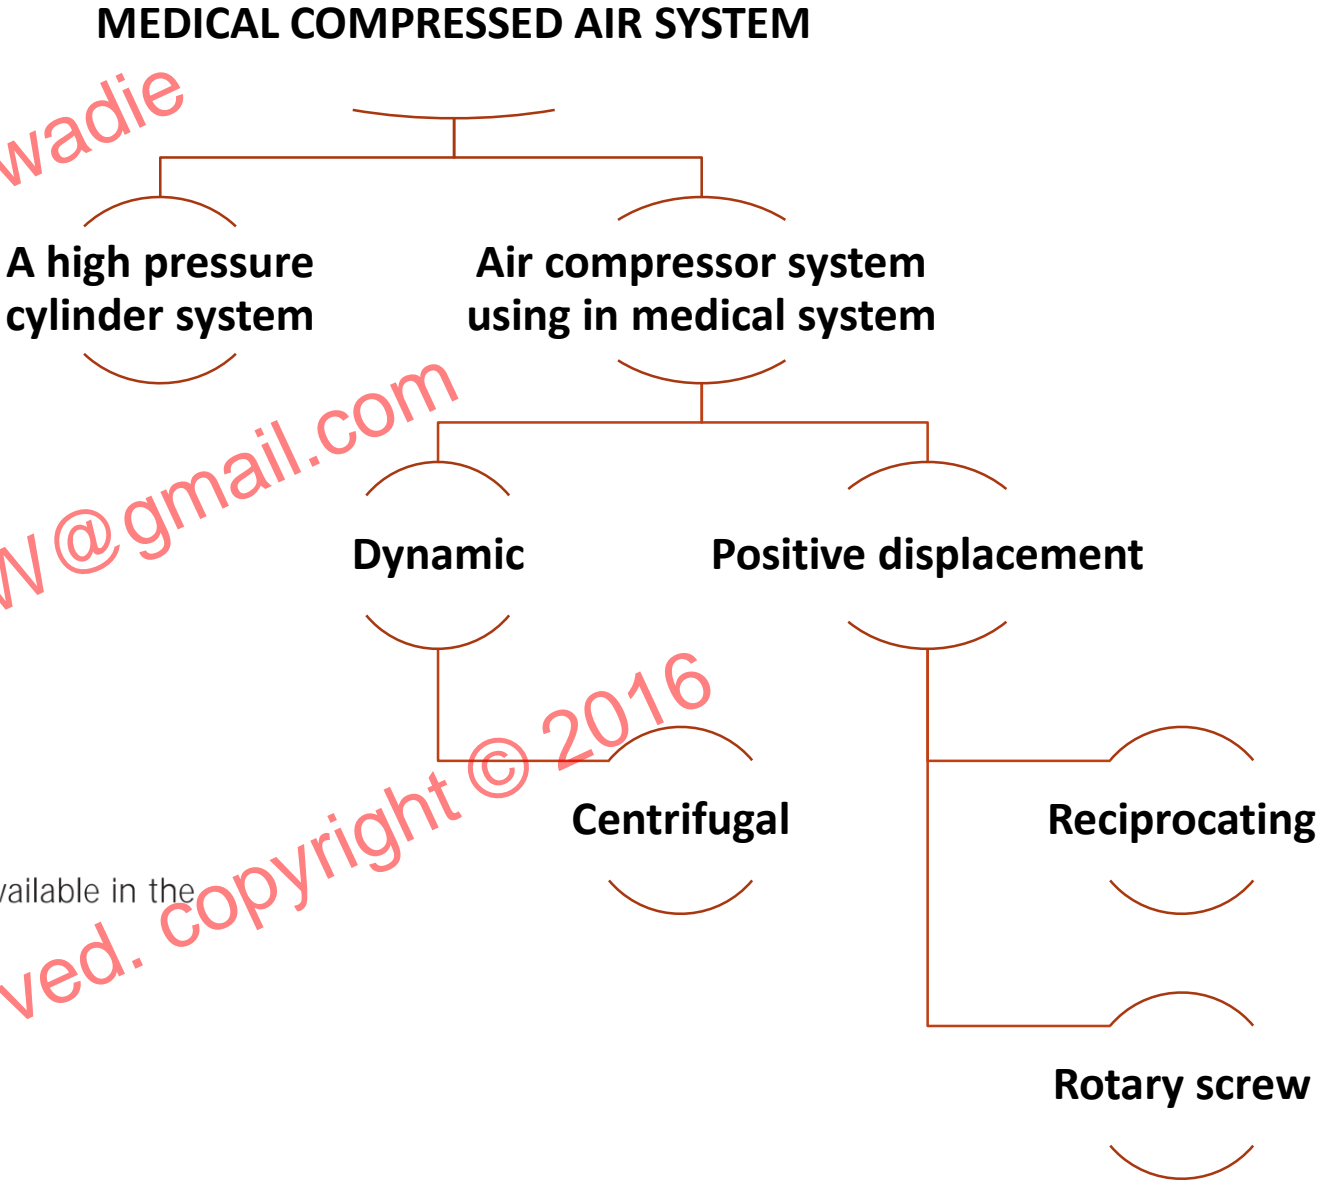 MEDICAL COMPRESSED AIR SYSTEM
wadie
A high pressure
cylinder system
Air compressor system
using in medical system
@gmail.com
Dynamic
Positive displacement
copyright © 2016
Centrifugal
Reciprocating
vailable in the
ved.
Rotary screw